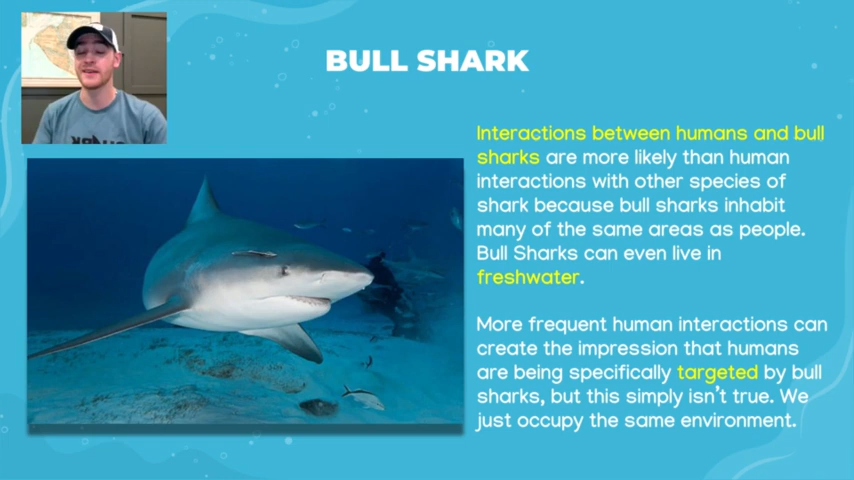 BULL SHARK
Interactions between humans and bull
sharks are more likely than human
interactions with other species of
shark because bull sharks inhabit
many of the same areas as people.
Bull Sharks can even live in
freshwater.
More frequent human interactions can
create the impression that humans
are being specifically targeted by bull
sharks, but this simply isn't true. We
just occupy the same environment.